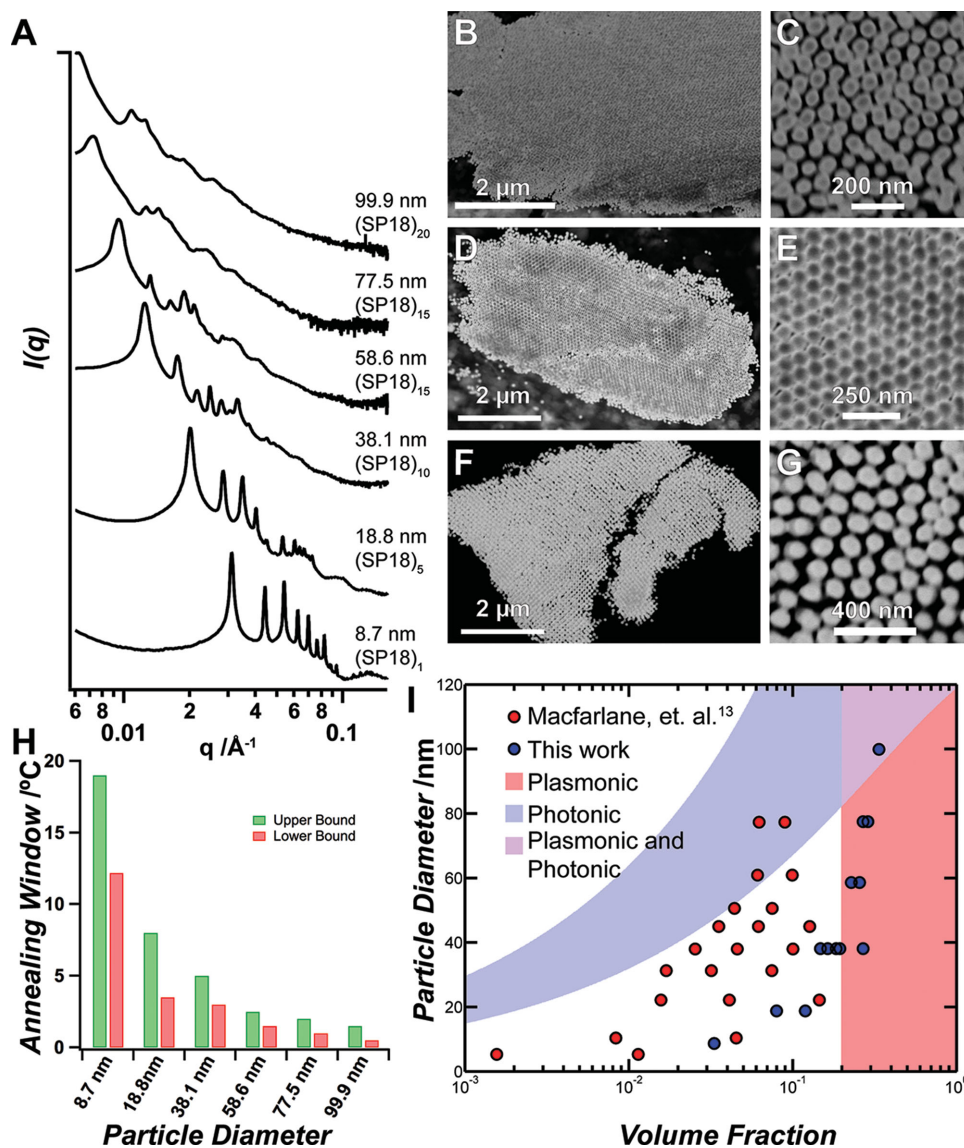 A
I(q)
99.9 nm
(SP18)20
77.5 nm
(SP18)15
58.6 nm
(SP18)15
38.1 nm
(SP18)10
18.8 nm
(SP18)5
8.7 nm
(SP18)1
6 8 2 4 6 8
0.01 0.1
q /Å-1
B
2 µm
C
200 nm
D
2 µm
E
250 nm
F
2 µm
G
400 nm
H
Annealing Window /ºC
20
15
10
5
0
Upper Bound
Lower Bound
8.7 nm
18.8nm
38.1 nm
58.6 nm
77.5 nm
99.9 nm
Particle Diameter
I
Particle Diameter /nm
120
100
80
60
40
20
0
Macfarlane, et. al.13
This work
Plasmonic
Photonic
Plasmonic and
Photonic
10-3 10-2 10-1 100
Volume Fraction